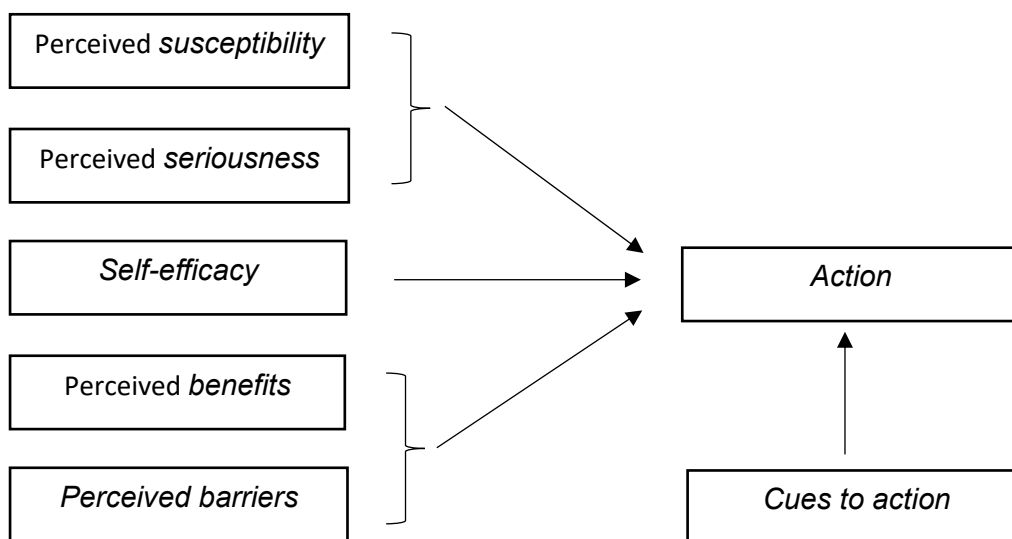 Perceived susceptibility
Perceived seriousness
Self-efficacy
Action
Perceived benefits
Perceived barriers
Cues to action